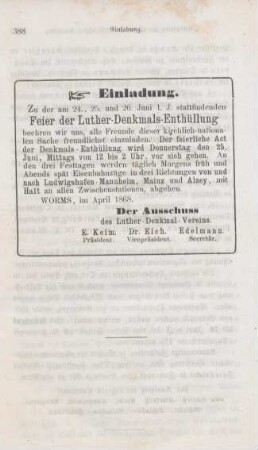 388 Einladung.
☞ Einladung.
Zu der am 24., 25. und 26. Juni l. J. stattfindenden
Feier der Luther-Denkmals-Enthüllung
beehren wir uns, alle Freunde dieser kirchlich-nationa-
len Sache freundlichst einzuladen. Der feierliche Act
der Denkmals-Enthüllung wird Donnerstag den 25.
Juni, Mittags von 12 bis 2 Uhr, vor sich gehen. An
den drei Festtagen werden täglich Morgens früh und
Abends spät Eisenbahnzüge in drei Richtungen von und
nach Ludwigshafen-Mannheim, Mainz und Alzey, mit
Halt an allen Zwischenstationen, abgehen.
WORMS, im April 1868.
Der Ausschuss
des Luther-Denkmal-Vereins.
E. Keim. Dr. Eich. Edelmann.
Präsident. Vicepräsident. Secretär.